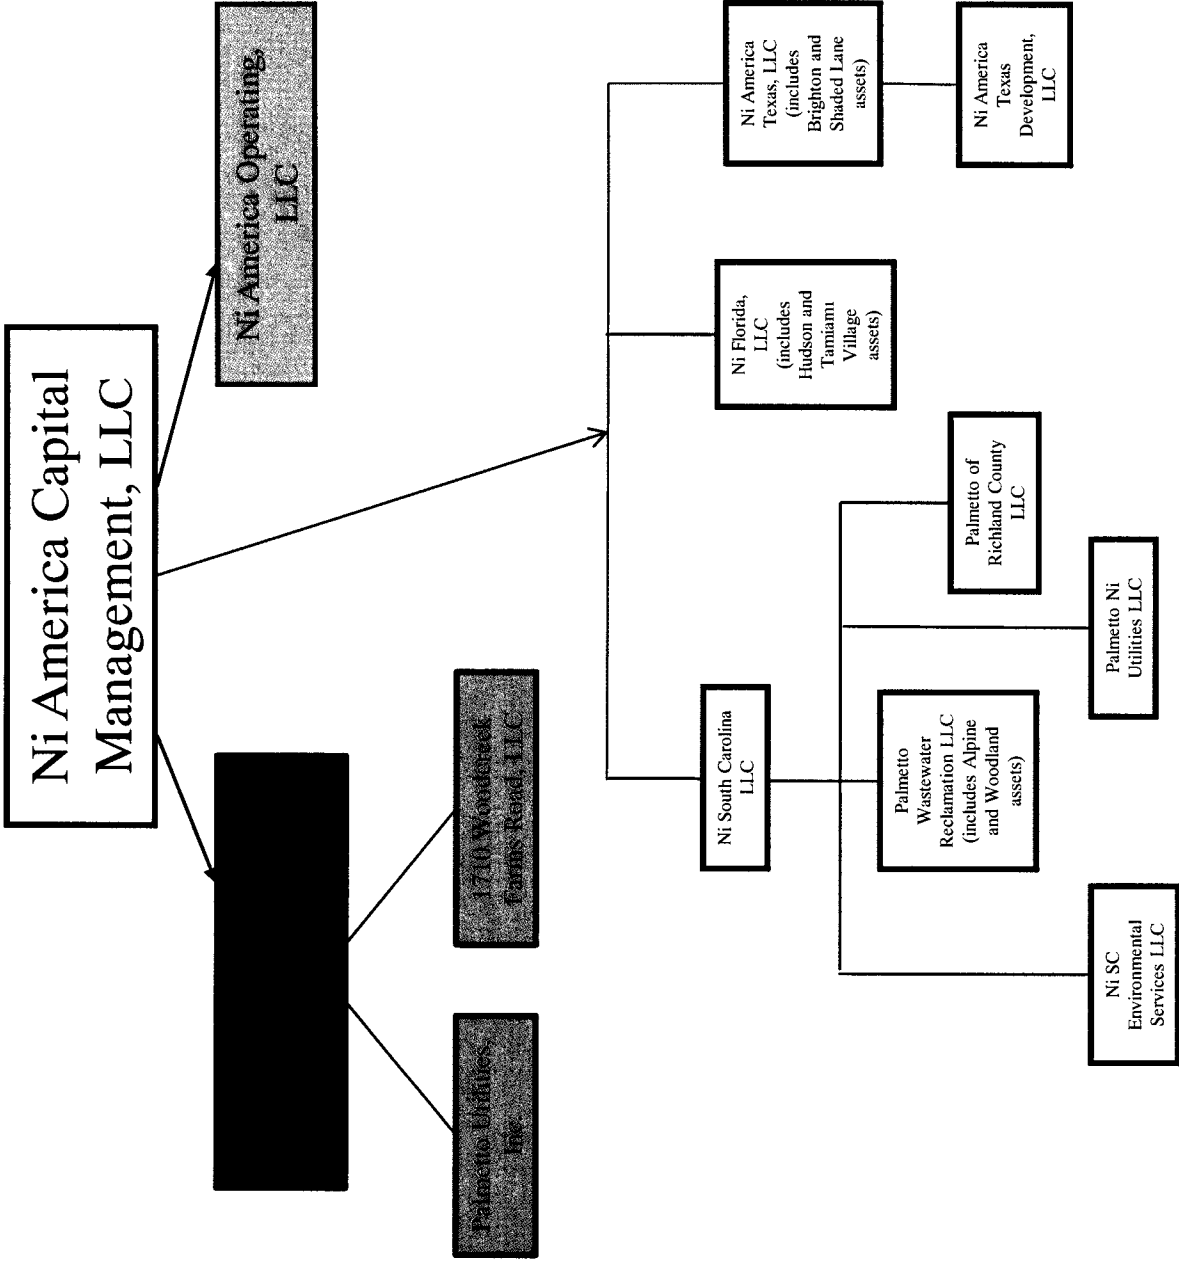 Ni America Capital
Management, LLC
Ni America Operating,
LLC
Palmetto Utilities,
Inc.
1710 Woodcreek
Farms Road, LLC
Ni South Carolina
LLC
Ni Florida,
LLC
(includes
Hudson and
Tamiami
Village
assets)
Ni America
Texas, LLC
(includes
Brighton and
Shaded Lane
assets)
Ni America
Texas
Development,
LLC
Ni SC
Environmental
Services LLC
Palmetto
Wastewater
Reclamation LLC
(includes Alpine
and Woodland
assets)
Palmetto Ni
Utilities LLC
Palmetto of
Richland County
LLC